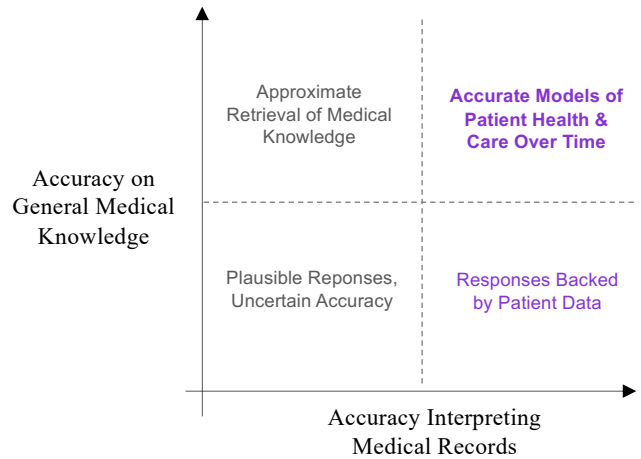 Approximate
Retrieval of Medical
Knowledge
Accurate Models of
Patient Health &
Care Over Time
Accuracy on
General Medical
Knowledge
Plausible Reponses,
Uncertain Accuracy
Responses Backed
by Patient Data
Accuracy Interpreting
Medical Records